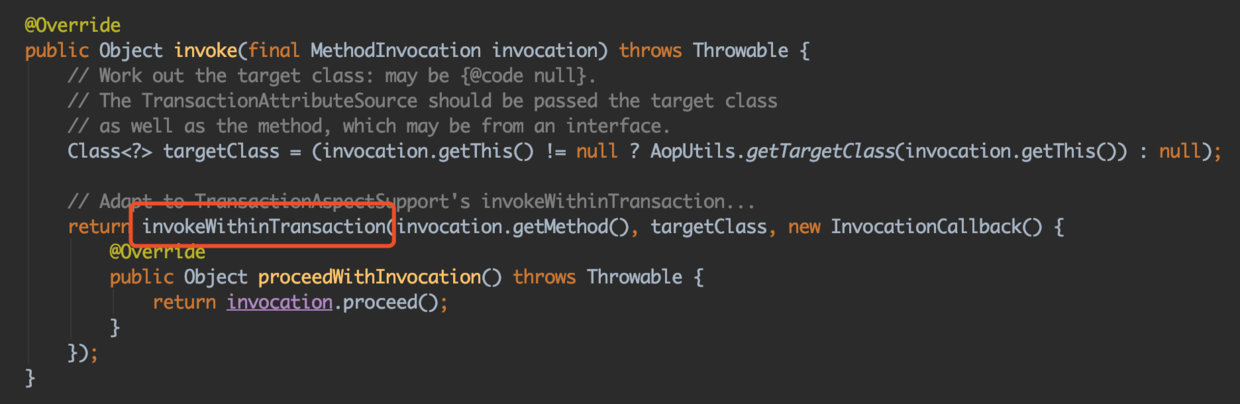 @Override
public Object invoke(final MethodInvocation invocation) throws Throwable {
// Work out the target class: may be {@code null}.
// The TransactionAttributeSource should be passed the target class
// as well as the method, which may be from an interface.
Class<?> targetClass = (invocation.getThis() != null ? AopUtils.getTargetClass(invocation.getThis()) : null);
// Adapt to TransactionAspectSupport's invokeWithinTransaction...
return invokeWithinTransaction(invocation.getMethod(), targetClass, new InvocationCallback() {
@Override
public Object proceedWithInvocation() throws Throwable {
return invocation.proceed();
}
});
}